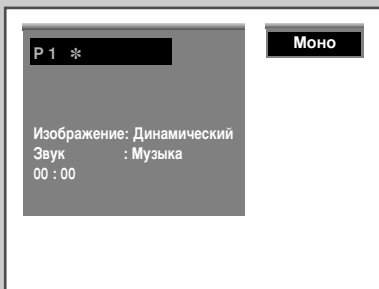 P 1 ✻
Моно
Изображение: Динамический
Звук : Музыка
00 : 00